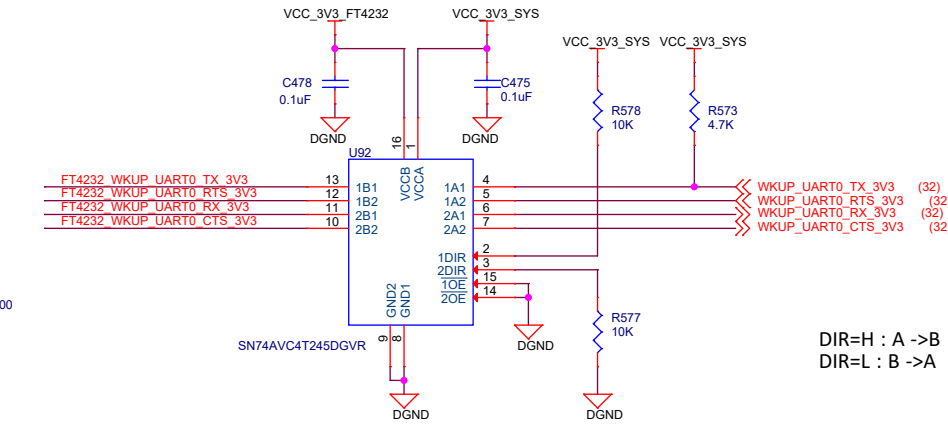 VCC_3V3_FT4232
VCC_3V3_SYS
VCC_3V3_SYS
VCC_3V3_SYS
C478
0.1uF
C475
0.1uF
R578
10K
R573
4.7K
DGND
DGND
U92
16
1
VCCB
VCCA
FT4232_WKUP_UART0_TX_3V3
13
1B1
1A1
4
WKUP_UART0_TX_3V3
(32)
FT4232_WKUP_UART0_RTS_3V3
12
1B2
1A2
5
WKUP_UART0_RTS_3V3
(32
FT4232_WKUP_UART0_RX_3V3
11
2B1
2A1
6
WKUP_UART0_RX_3V3
(32)
FT4232_WKUP_UART0_CTS_3V3
10
2B2
2A2
7
WKUP_UART0_CTS_3V3
(32
1DIR
2
2DIR
3
1OE
15
2OE
14
00
GND2
GND1
9
8
SN74AVC4T245DGVR
DGND
R577
10K
DIR=H : A ->B
DIR=L : B ->A
DGND
DGND